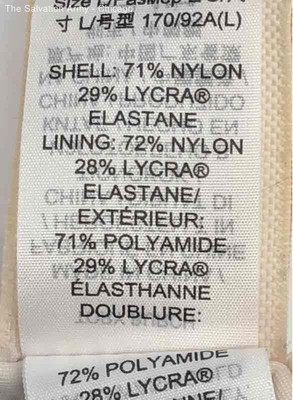 The Salvation Army - Chicago
寸 L/号型 170/92A(L)
SHELL: 71% NYLON
29% LYCRA®
ELASTANE
LINING: 72% NYLON
28% LYCRA®
ELASTANE/
EXTÉRIEUR:
71% POLYAMIDE
29% LYCRA®
ÉLASTHANNE
DOUBLURE:
72% POLYAMIDE
28% LYCRA®